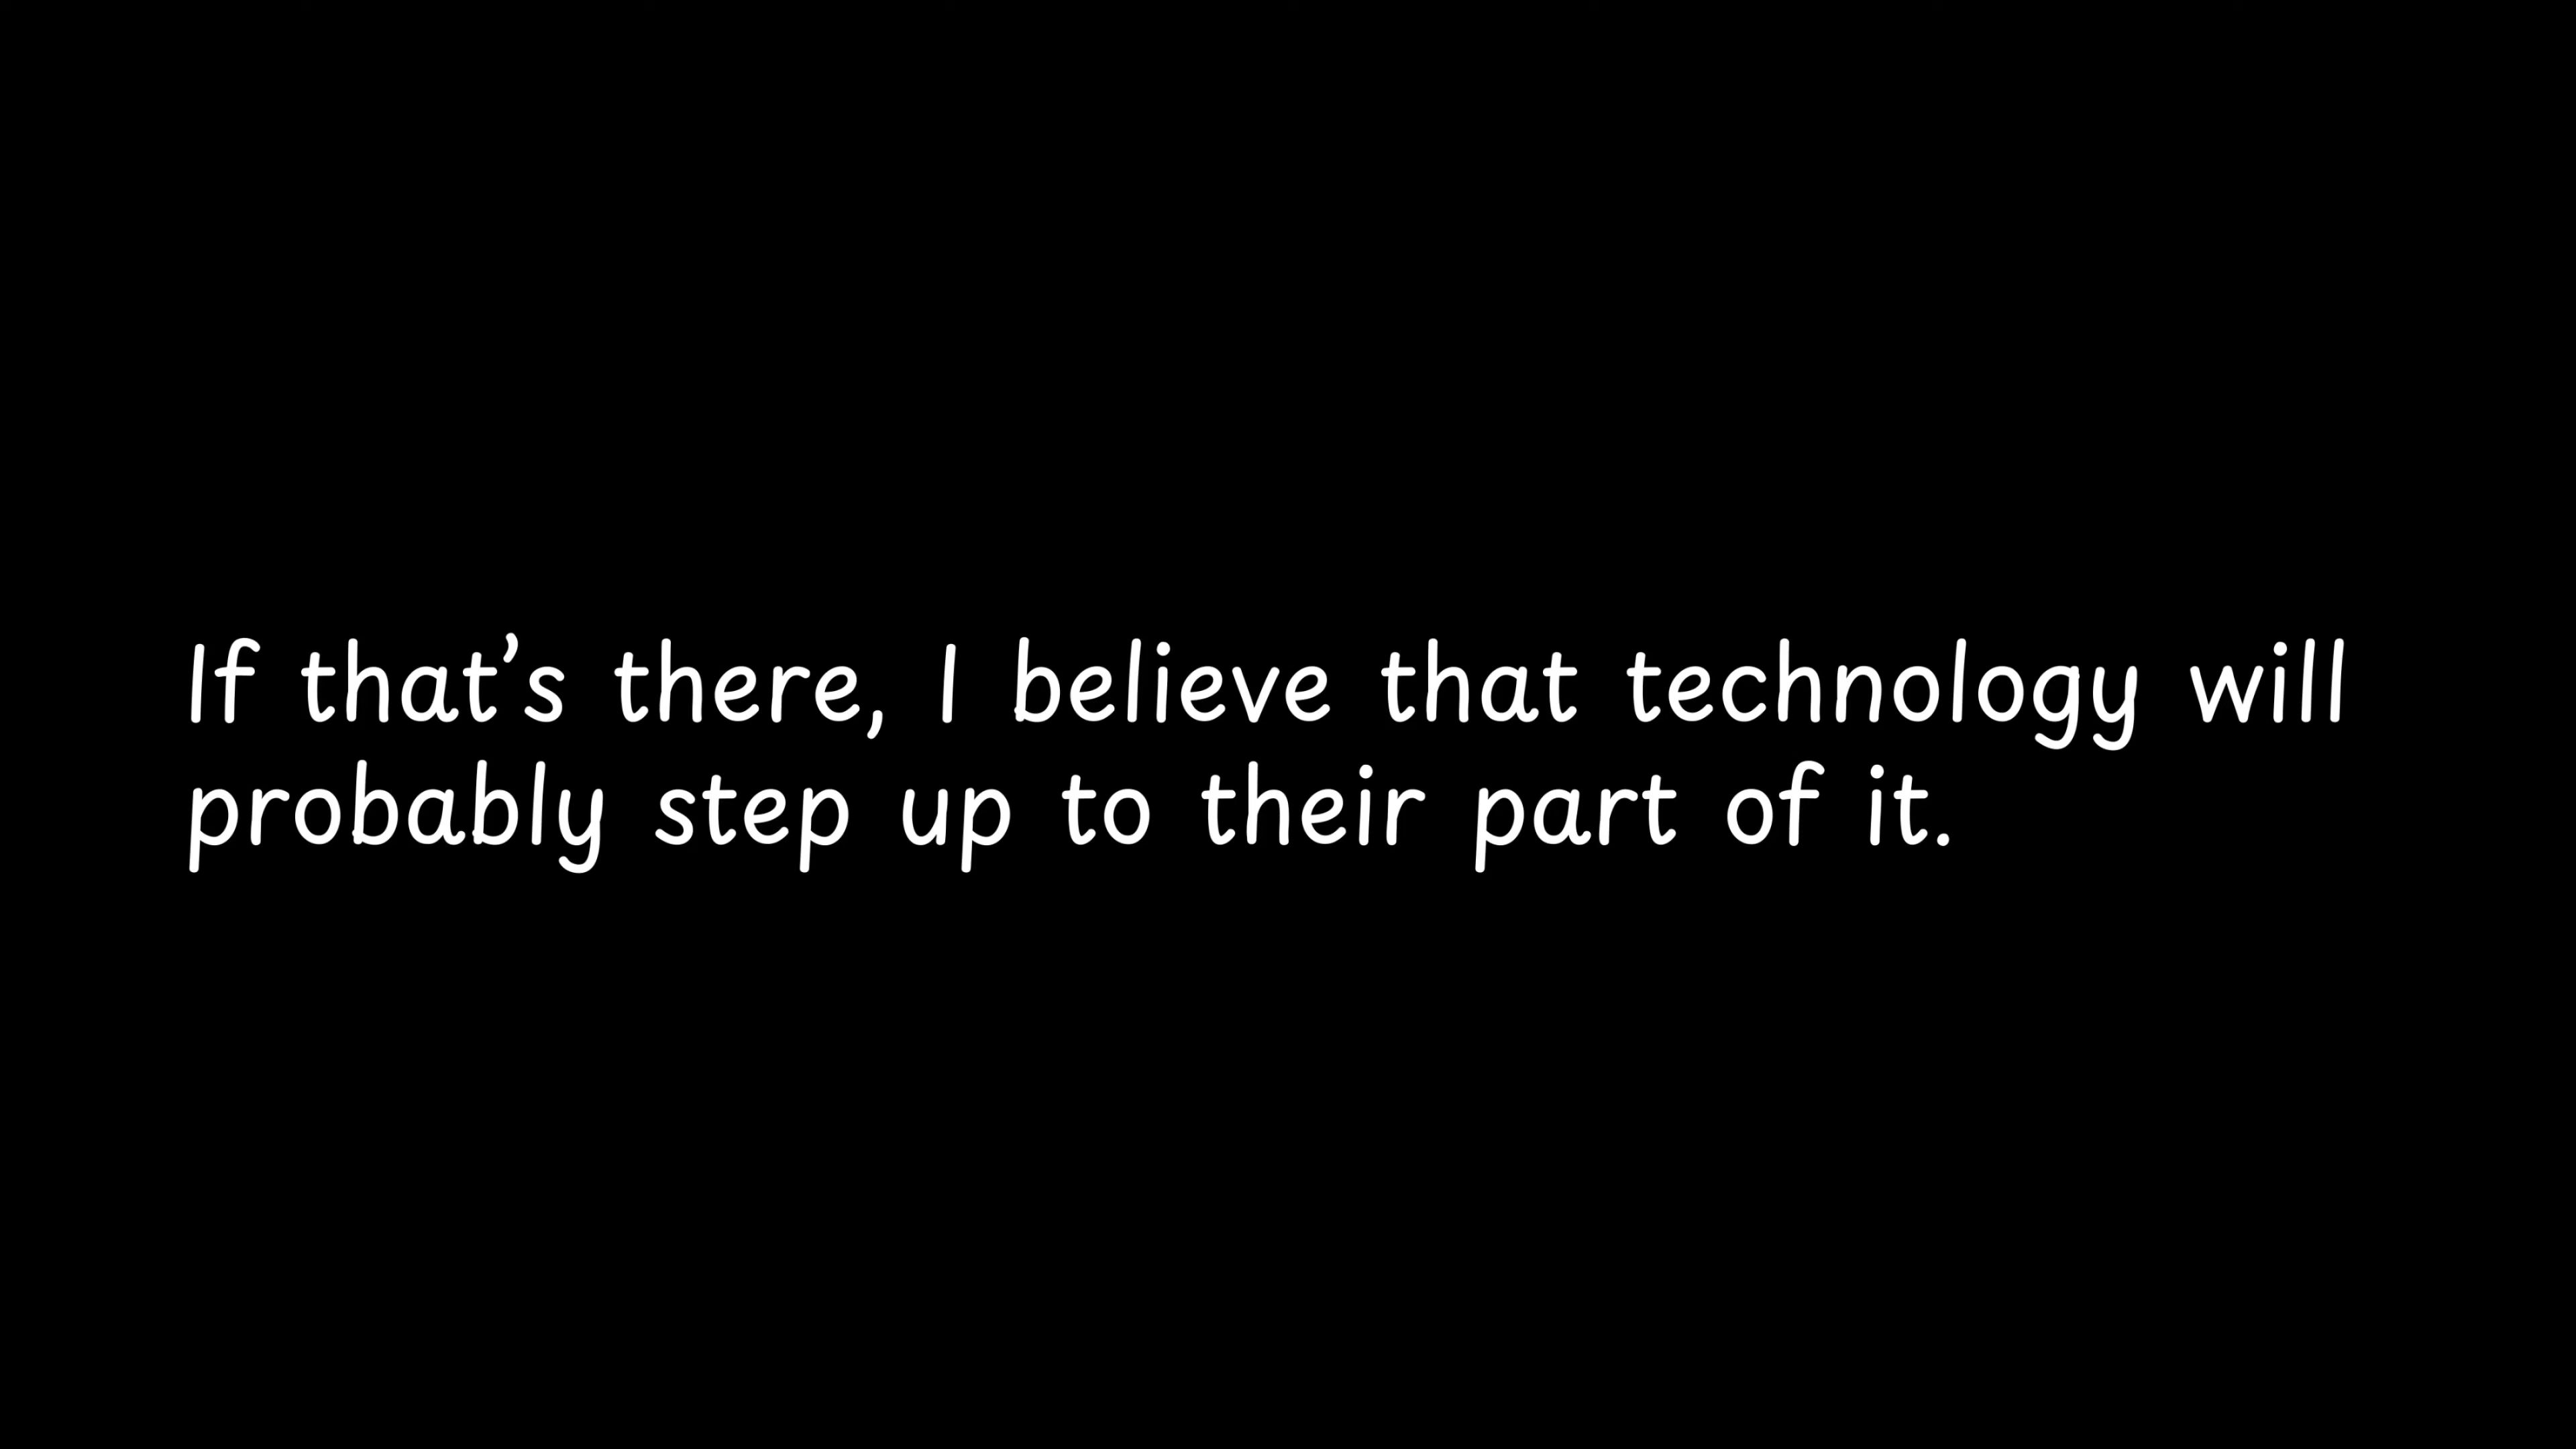 If that’s there, I believe that technology will
probably step up to their part of it.